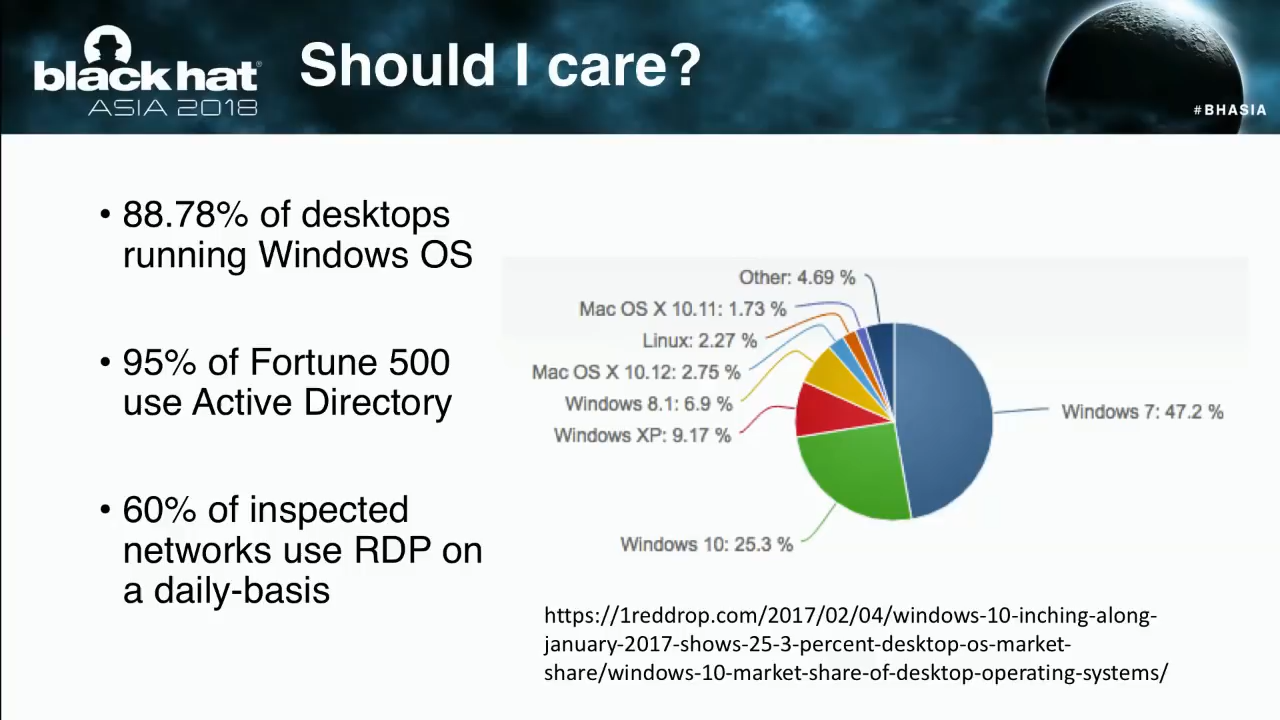 black hat®
ASIA 2018
Should I care?
#BHASIA
• 88.78% of desktops
running Windows OS
• 95% of Fortune 500
use Active Directory
• 60% of inspected
networks use RDP on
a daily-basis
Other: 4.69 %
Mac OS X 10.11: 1.73 %
Linux: 2.27 %
Mac OS X 10.12: 2.75 %
Windows 8.1: 6.9 %
Windows XP: 9.17 %
Windows 7: 47.2 %
Windows 10: 25.3 %
https://1reddrop.com/2017/02/04/windows-10-inching-along-
january-2017-shows-25-3-percent-desktop-os-market-
share/windows-10-market-share-of-desktop-operating-systems/